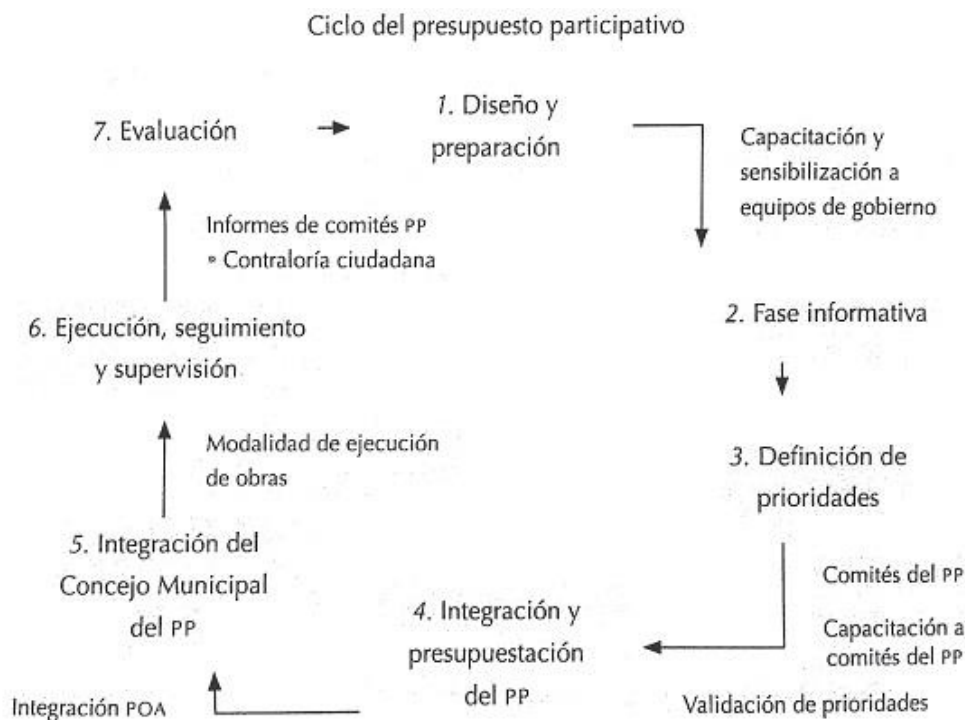 Ciclo del presupuesto participativo
1. Diseño y
preparación
Capacitación y
sensibilización a
equipos de gobierno
2. Fase informativa
3. Definición de
prioridades
Comités del PP
Capacitación a
comités del PP
Validación de prioridades
4. Integración y
presupuestación
del PP
Integración POA
5. Integración del
Concejo Municipal
del PP
Modalidad de ejecución
de obras
6. Ejecución, seguimiento
y supervisión
Informes de comités PP
• Contraloría ciudadana
7. Evaluación